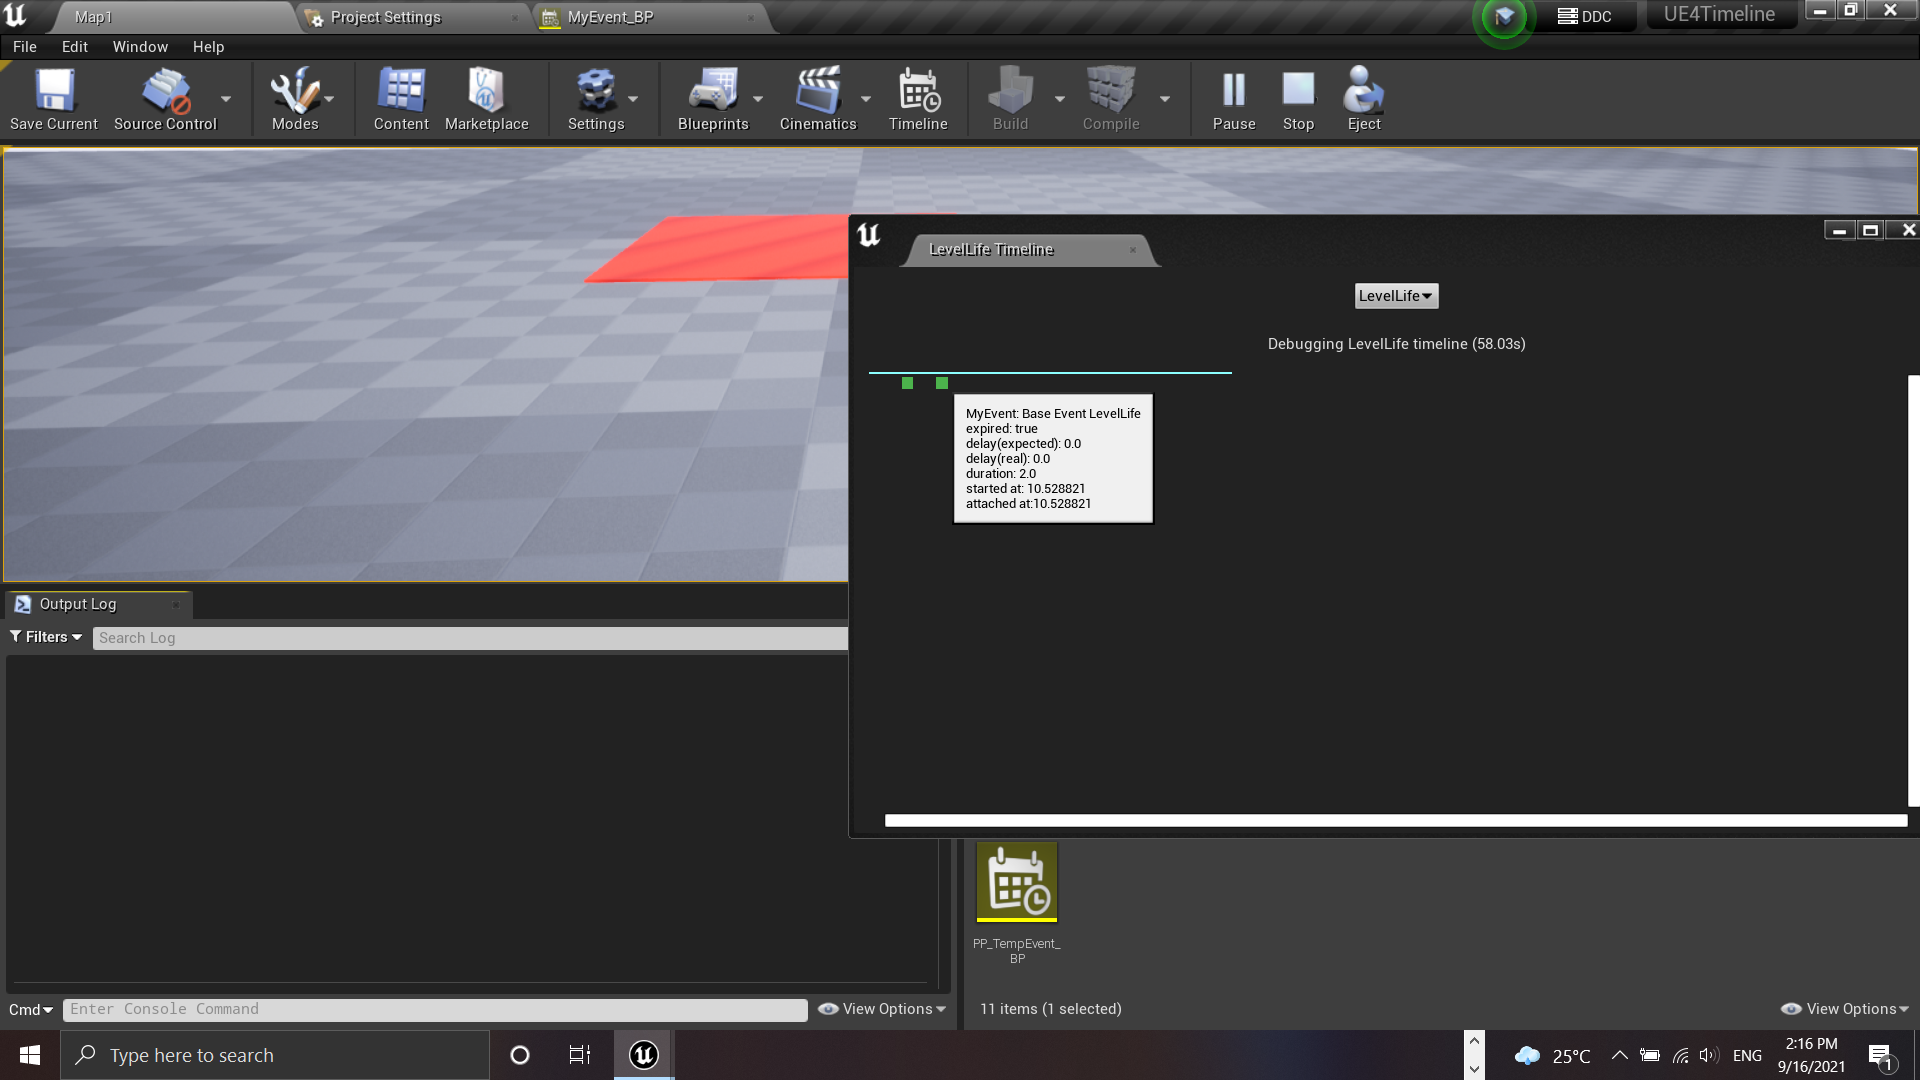 Map1
Project Settings
MyEvent_BP
DDC
UE4Timeline
File Edit Window Help
Save Current
Source Control
Modes
Content
Marketplace
Settings
Blueprints
Cinematics
Timeline
Build
Compile
Pause
Stop
Eject
LevelLife Timeline
LevelLife
Debugging LevelLife timeline (58.03s)
MyEvent: Base Event LevelLife
expired: true
delay(expected): 0.0
delay(real): 0.0
duration: 2.0
started at: 10.528821
attached at:10.528821
Output Log
Filters
Search Log
PP_TempEvent_
BP
Cmd
Enter Console Command
View Options
11 items (1 selected)
View Options
Type here to search
25°C
ENG
2:16 PM
9/16/2021
1